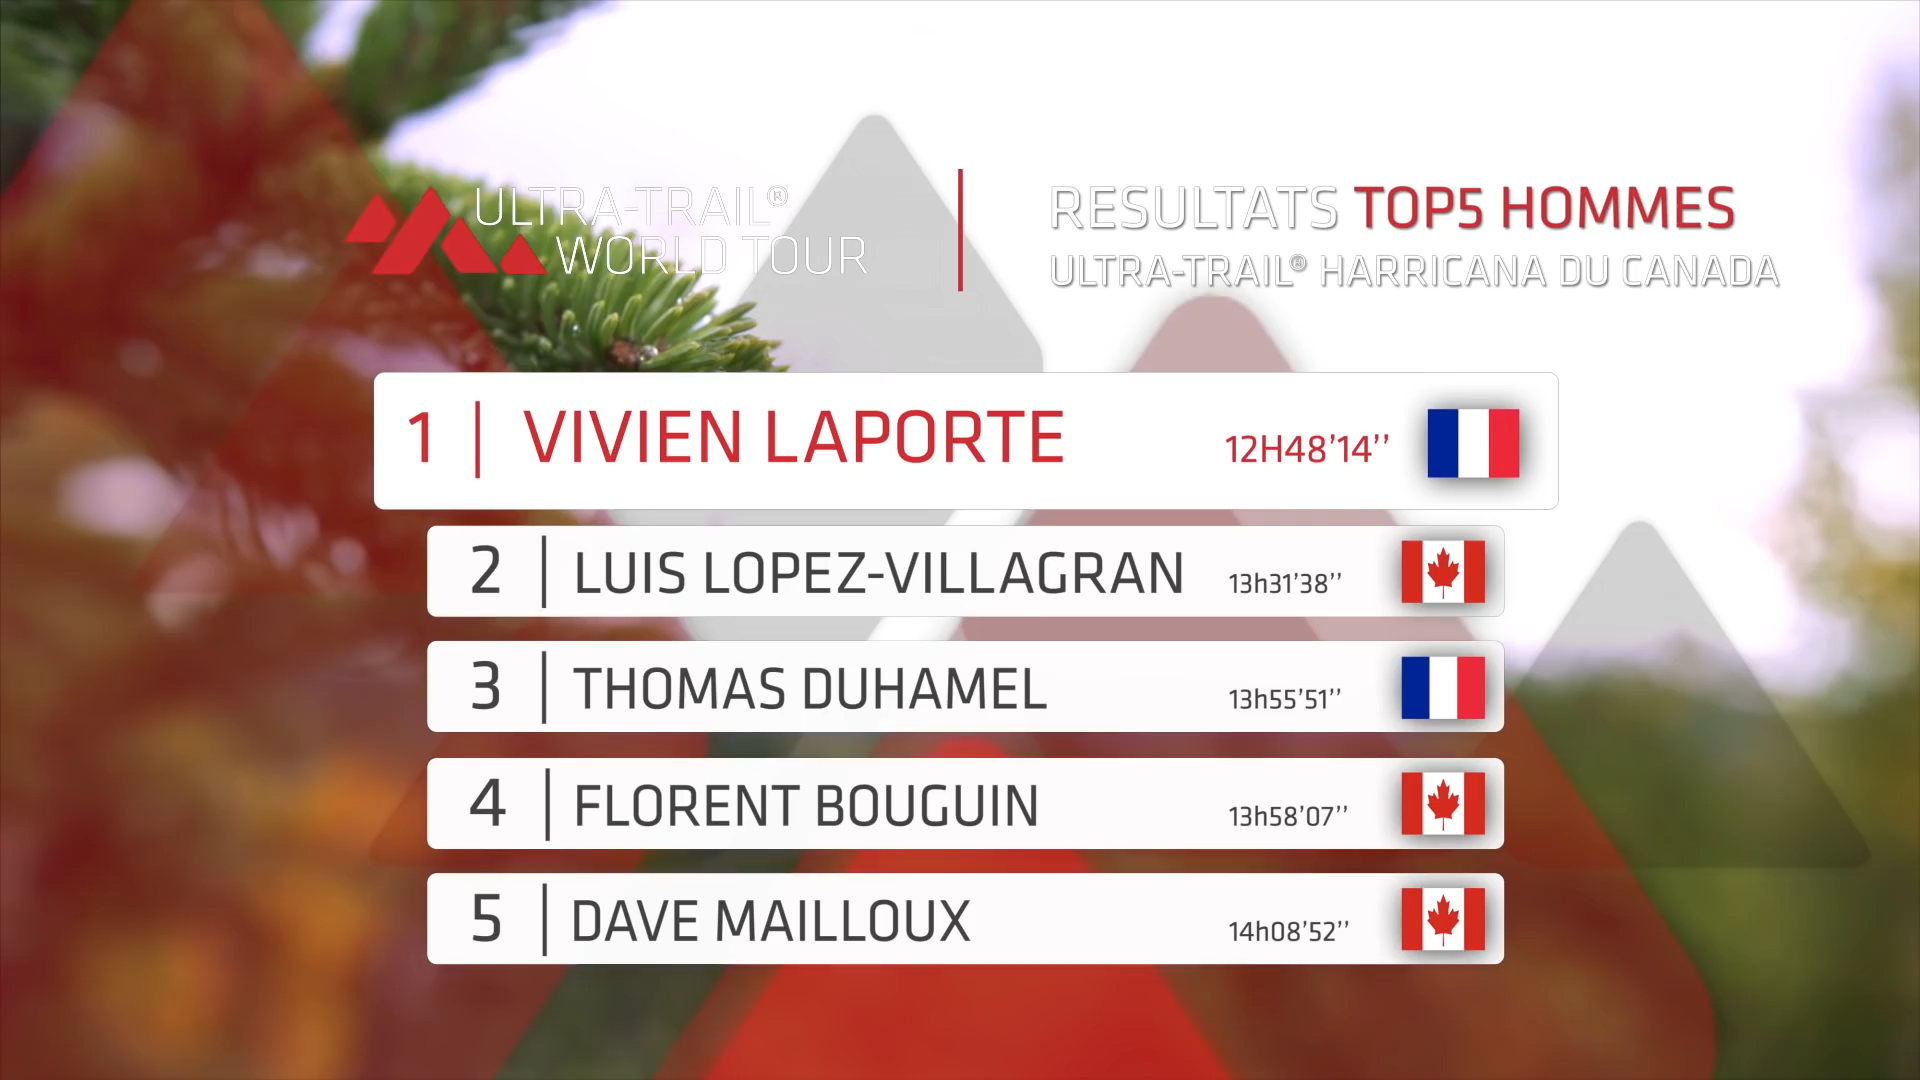 ULTRA-TRAIL®
WORLD TOUR
RESULTATS TOP5 HOMMES
ULTRA-TRAIL® HARRICANA DU CANADA
1 VIVIEN LAPORTE 12H48’14’’
2 LUIS LOPEZ-VILLAGRAN 13h31’38’’
3 THOMAS DUHAMEL 13h55’51’’
4 FLORENT BOUGUIN 13h58’07’’
5 DAVE MAILLOUX 14h08’52’’